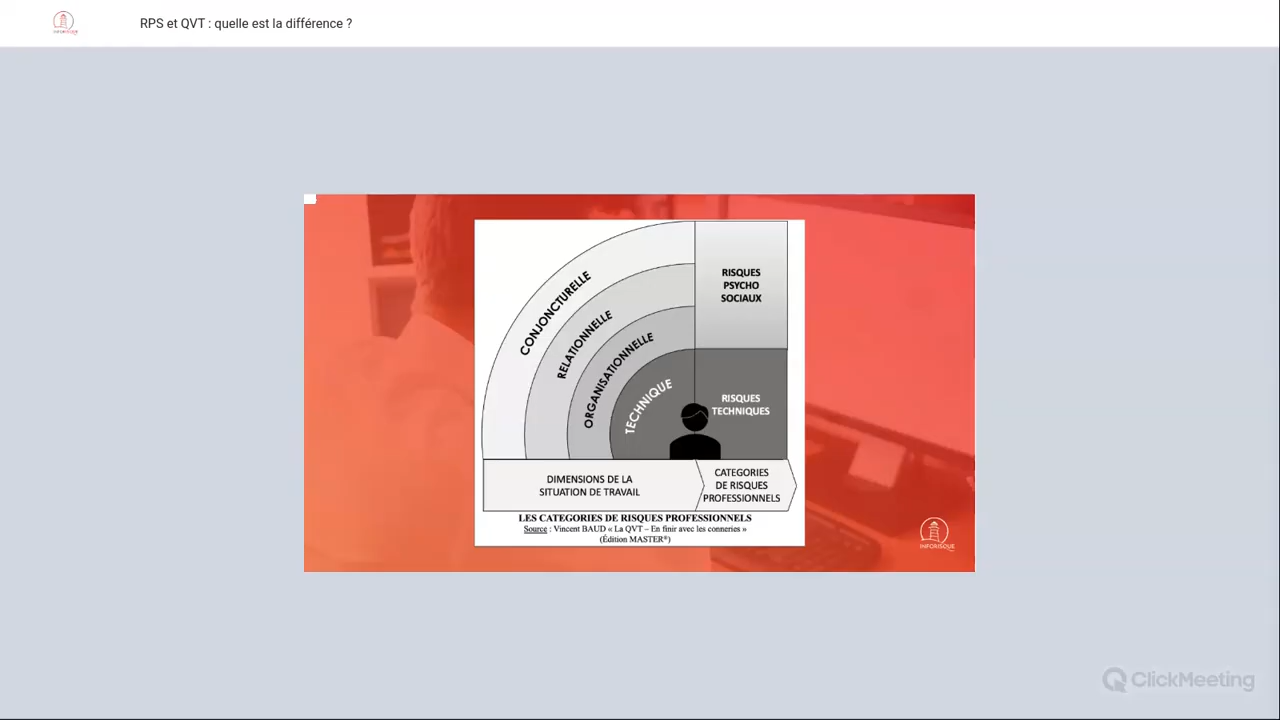 RPS et QVT : quelle est la différence ?
INFORISQUE
CONJONCTURELLE
RELATIONNELLE
ORGANISATIONNELLE
TECHNIQUE
RISQUES
PSYCHO
SOCIAUX
RISQUES
TECHNIQUES
DIMENSIONS DE LA
SITUATION DE TRAVAIL
CATEGORIES
DE RISQUES
PROFESSIONNELS
LES CATEGORIES DE RISQUES PROFESSIONNELS
Source : Vincent BAUD « La QVT – En finir avec les conneries »
(Édition MASTER®)
INFORISQUE
ClickMeeting